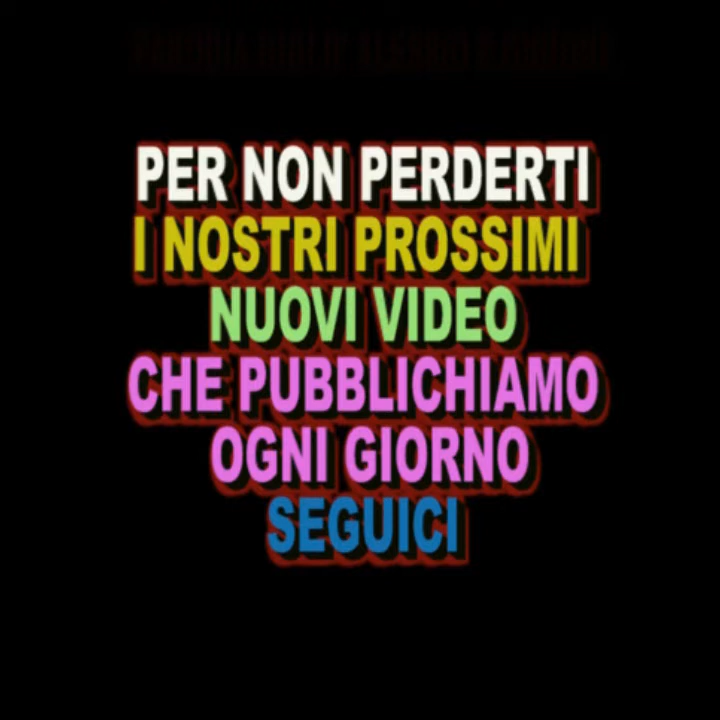 PER NON PERDERTI
I NOSTRI PROSSIMI
NUOVI VIDEO
CHE PUBBLICHIAMO
OGNI GIORNO
SEGUICI